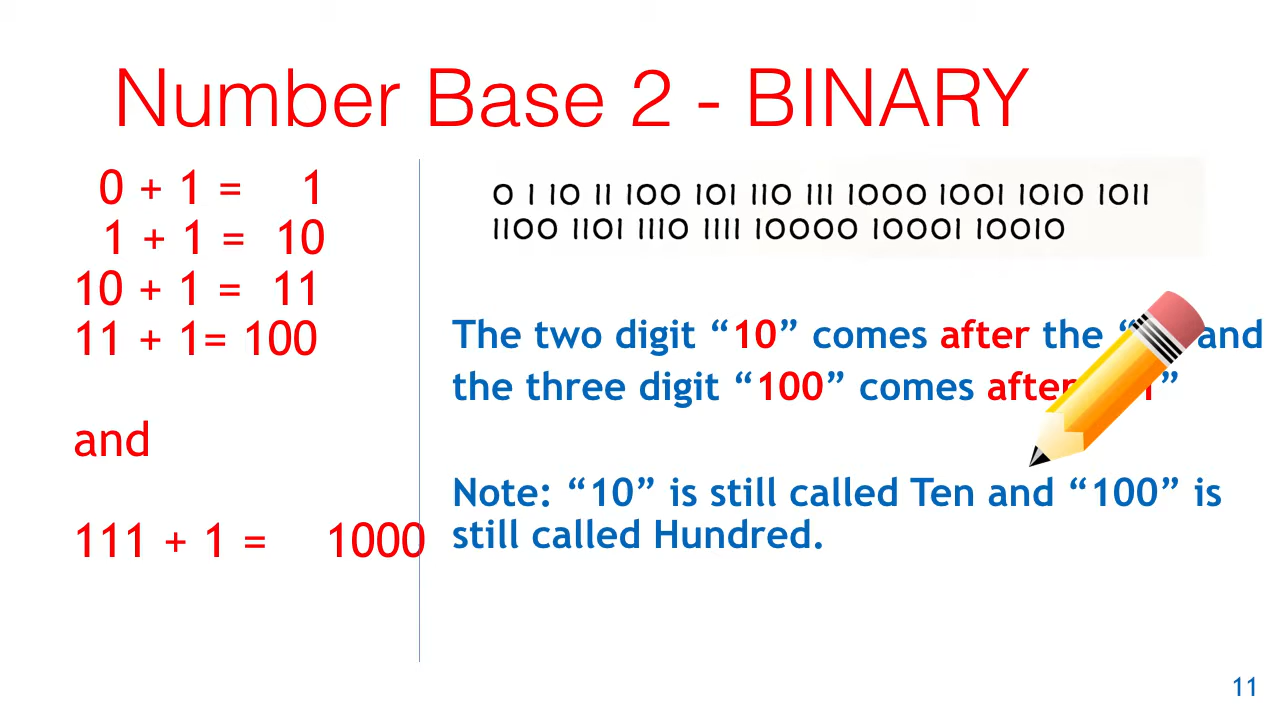 Number Base 2 - BINARY
0 + 1 = 1
1 + 1 = 10
10 + 1 = 11
11 + 1= 100
and
111 + 1 = 1000
0 1 10 11 100 101 110 111 1000 1001 1010 1011
1100 1101 1110 1111 10000 10001 10010
The two digit “10” comes after the and
the three digit “100” comes after
Note: “10” is still called Ten and “100” is
still called Hundred.
11